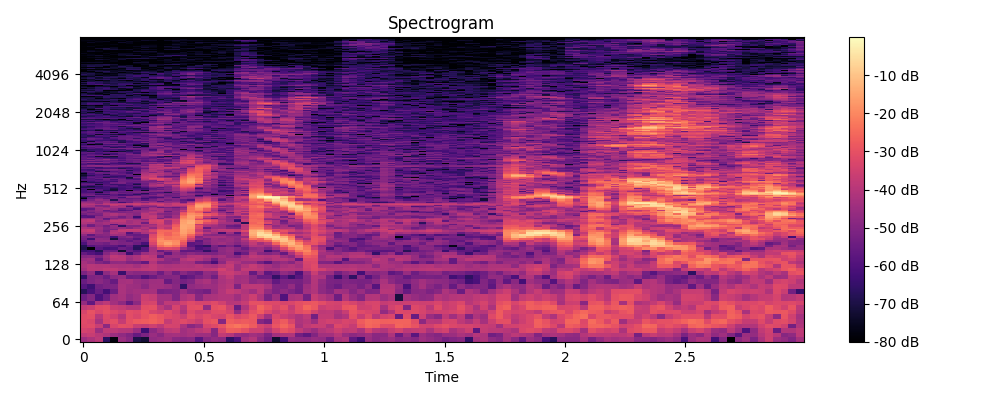 Spectrogram
4096
2048
1024
512
256
128
64
0
Hz
0
0.5
1
1.5
2
2.5
Time
-10 dB
-20 dB
-30 dB
-40 dB
-50 dB
-60 dB
-70 dB
-80 dB